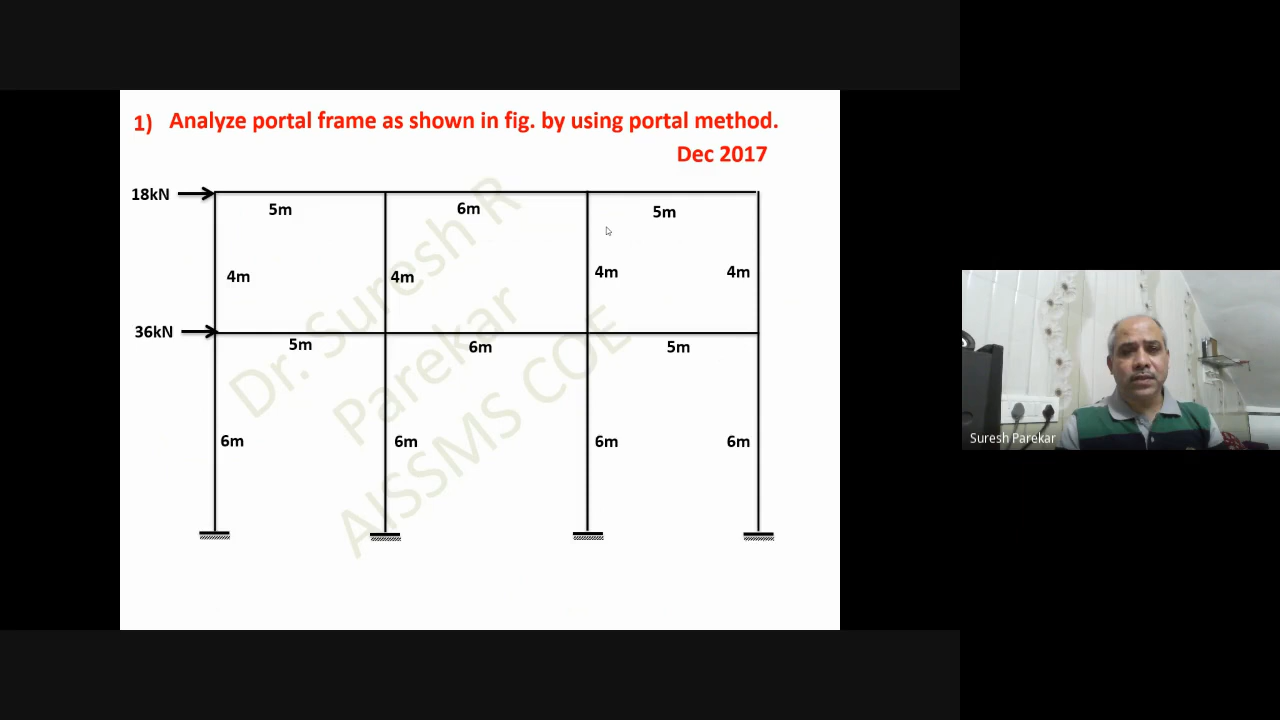 1) Analyze portal frame as shown in fig. by using portal method.
Dec 2017
18kN
5m
6m
5m
4m
4m
4m
4m
36kN
5m
6m
5m
6m
6m
6m
6m
Dr. Suresh R
Parekar
AISSMS COE
Suresh Parekar